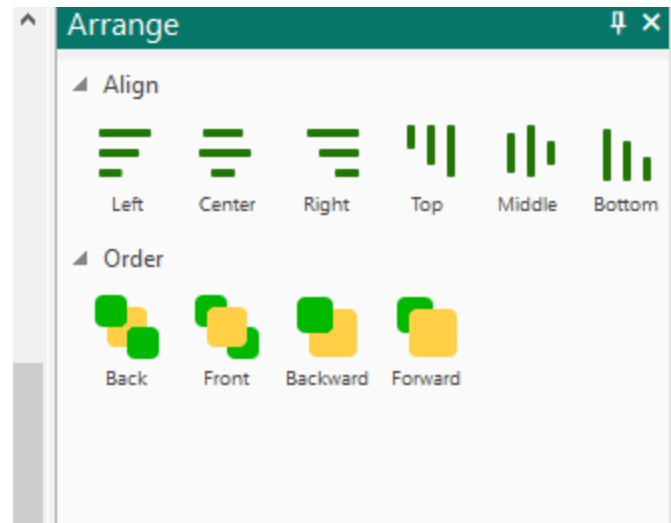 Arrange
Align
Left Center Right Top Middle Bottom
Order
Back Front Backward Forward